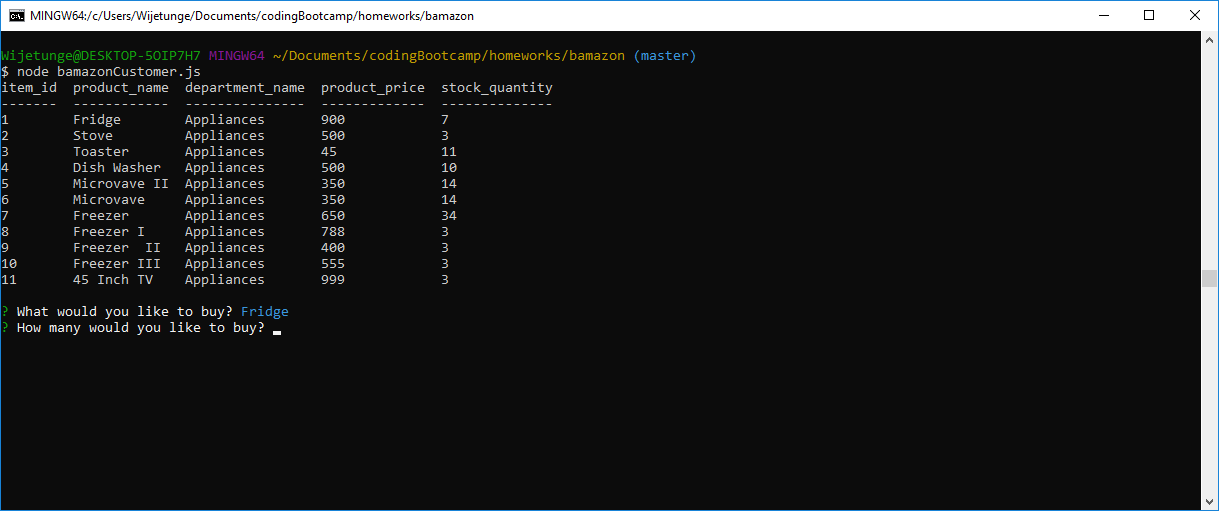 MINGW64:/c/Users/Wijetunge/Documents/codingBootcamp/homeworks/bamazon
Wijetunge@DESKTOP-5OIP7H7 MINGW64 ~/Documents/codingBootcamp/homeworks/bamazon (master)
$ node bamazonCustomer.js
item_id  product_name  department_name  product_price  stock_quantity
-------  ------------  ---------------  -------------  --------------
1        Fridge        Appliances       900            7
2        Stove         Appliances       500            3
3        Toaster       Appliances       45             11
4        Dish Washer   Appliances       500            10
5        Microvave II  Appliances       350            14
6        Microvave     Appliances       350            14
7        Freezer       Appliances       650            34
8        Freezer I     Appliances       788            3
9        Freezer  II   Appliances       400            3
10       Freezer III   Appliances       555            3
11       45 Inch TV    Appliances       999            3
? What would you like to buy? Fridge
? How many would you like to buy?